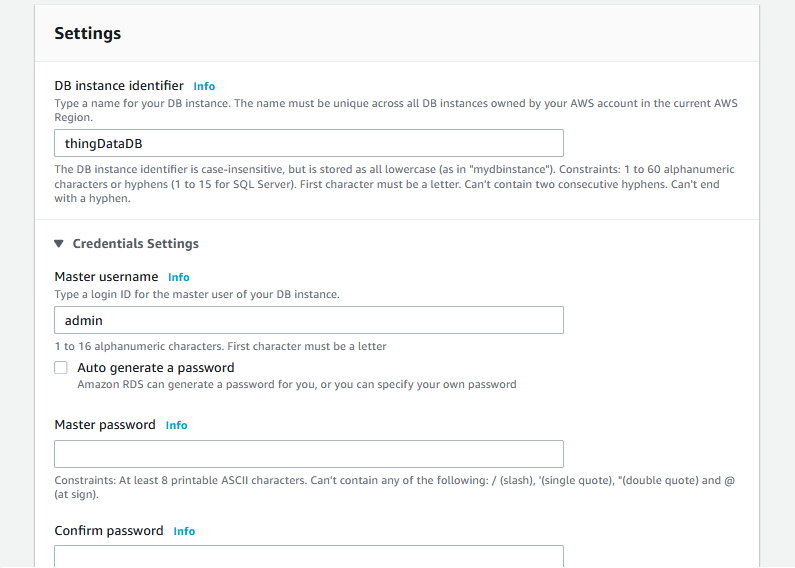 Settings
DB instance identifier Info
Type a name for your DB instance. The name must be unique across all DB instances owned by your AWS account in the current AWS
Region.
thingDataDB
The DB instance identifier is case-insensitive, but is stored as all lowercase (as in "mydbinstance"). Constraints: 1 to 60 alphanumeric
characters or hyphens (1 to 15 for SQL Server). First character must be a letter. Can't contain two consecutive hyphens. Can't end
with a hyphen.
Credentials Settings
Master username Info
Type a login ID for the master user of your DB instance.
admin
1 to 16 alphanumeric characters. First character must be a letter
Auto generate a password
Amazon RDS can generate a password for you, or you can specify your own password
Master password Info
Constraints: At least 8 printable ASCII characters. Can't contain any of the following: / (slash), '(single quote), "(double quote) and @
(at sign).
Confirm password Info